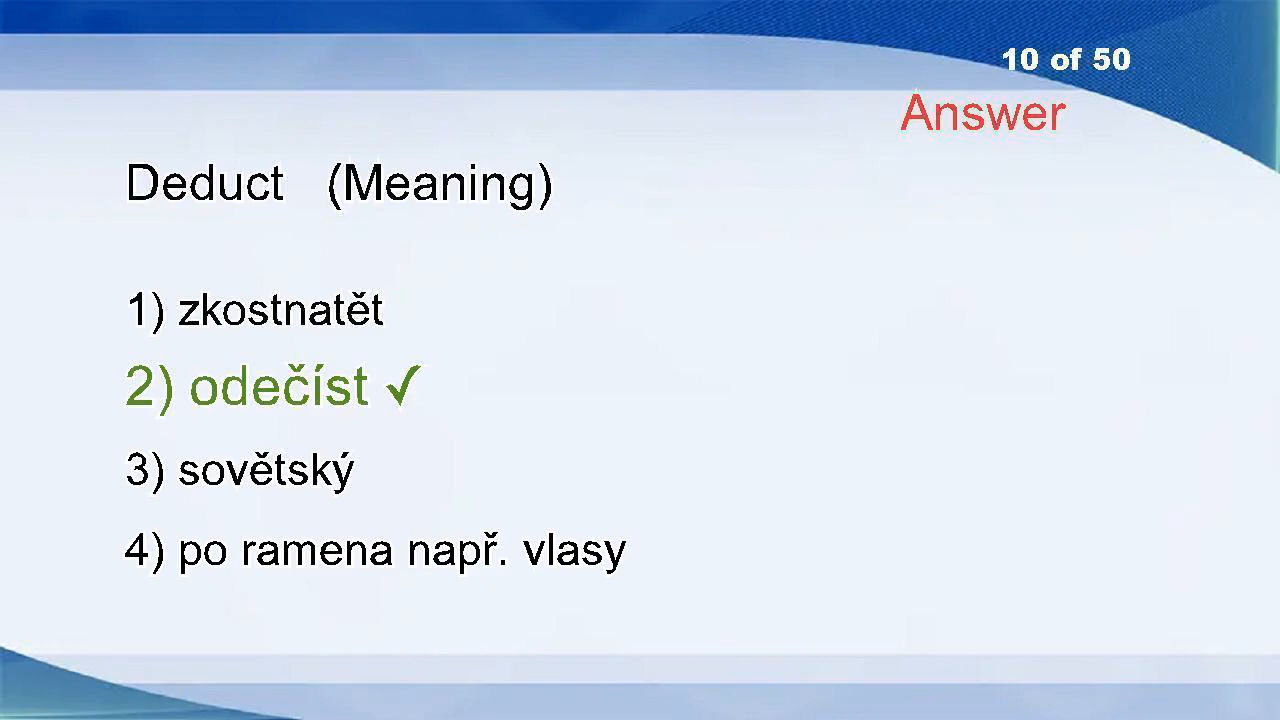 10 of 50
Answer
Deduct (Meaning)
1) zkostnatět
2) odečíst ✓
3) sovětský
4) po ramena např. vlasy